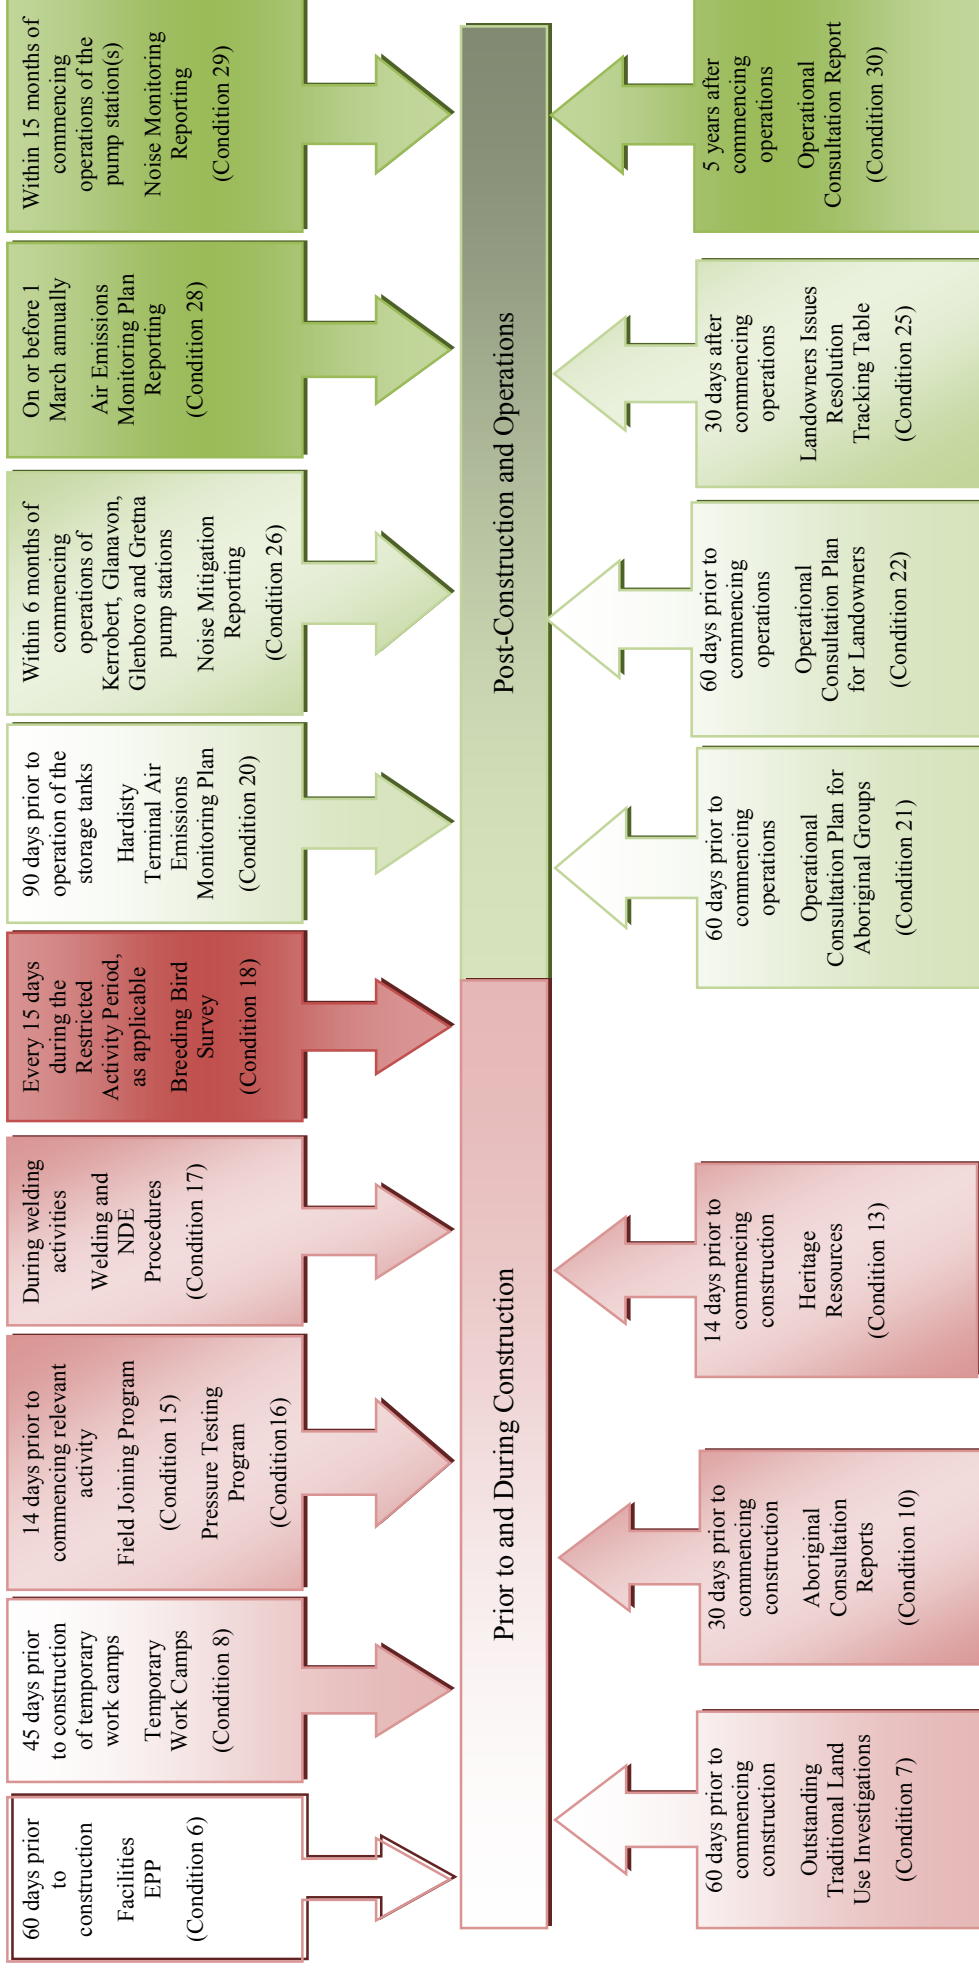 60 days prior
to
construction
Facilities
EPP
(Condition 6)
45 days prior
to construction
of temporary
work camps
Temporary
Work Camps
(Condition 8)
14 days prior to
commencing relevant
activity
Field Joining Program
(Condition 15)
Pressure Testing
Program
(Condition16)
During welding
activities
Welding and
NDE
Procedures
(Condition 17)
Every 15 days
during the
Restricted
Activity Period,
as applicable
Breeding Bird
Survey
(Condition 18)
90 days prior to
operation of the
storage tanks
Hardisty
Terminal Air
Emissions
Monitoring Plan
(Condition 20)
Within 6 months of
commencing
operations of
Kerrobert, Glanavon,
Glenboro and Gretna
pump stations
Noise Mitigation
Reporting
(Condition 26)
On or before 1
March annually
Air Emissions
Monitoring Plan
Reporting
(Condition 28)
Within 15 months of
commencing
operations of the
pump station(s)
Noise Monitoring
Reporting
(Condition 29)
Prior to and During Construction
Post-Construction and Operations
60 days prior to
commencing
construction
Outstanding
Traditional Land
Use Investigations
(Condition 7)
30 days prior to
commencing
construction
Aboriginal
Consultation
Reports
(Condition 10)
14 days prior to
commencing
construction
Heritage
Resources
(Condition 13)
60 days prior to
commencing
operations
Operational
Consultation Plan for
Aboriginal Groups
(Condition 21)
60 days prior to
commencing
operations
Operational
Consultation Plan
for Landowners
(Condition 22)
30 days after
commencing
operations
Landowners Issues
Resolution
Tracking Table
(Condition 25)
5 years after
commencing
operations
Operational
Consultation Report
(Condition 30)